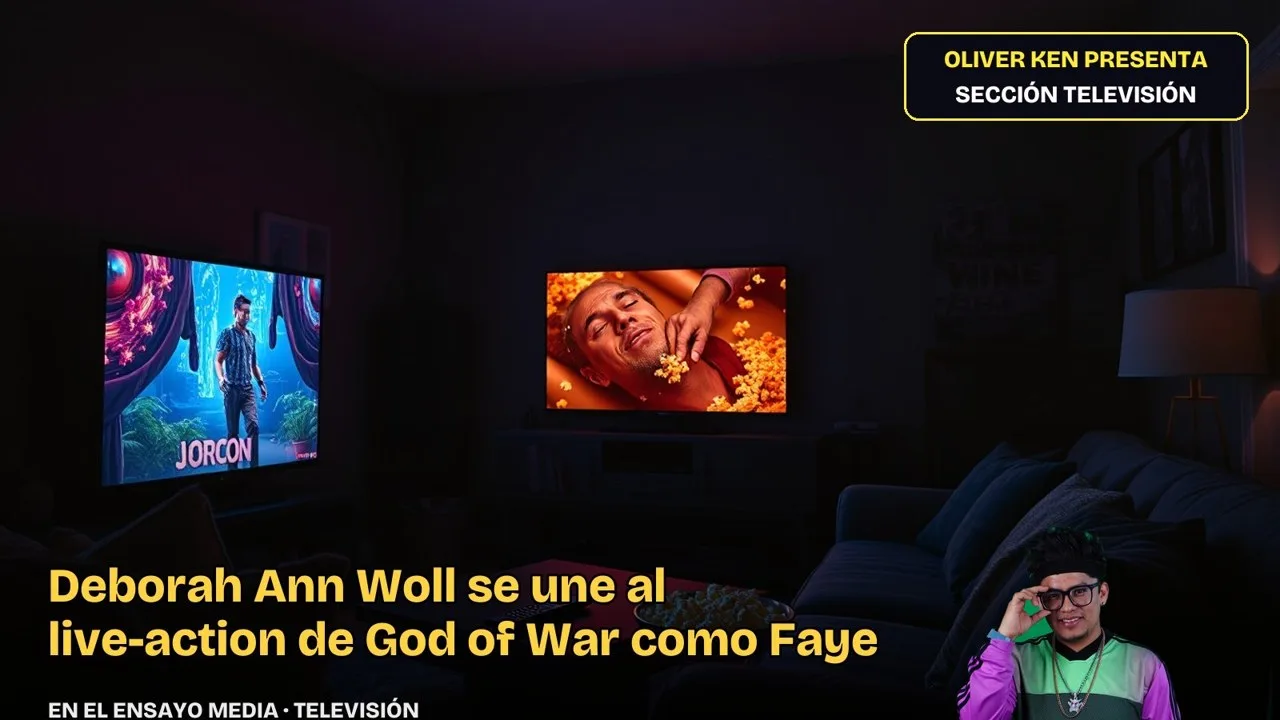 OLIVER KEN PRESENTA
SECCIÓN TELEVISIÓN
JORCON
Deborah Ann Woll se une al
live-action de God of War como Faye
EN EL ENSAYO MEDIA · TELEVISIÓN